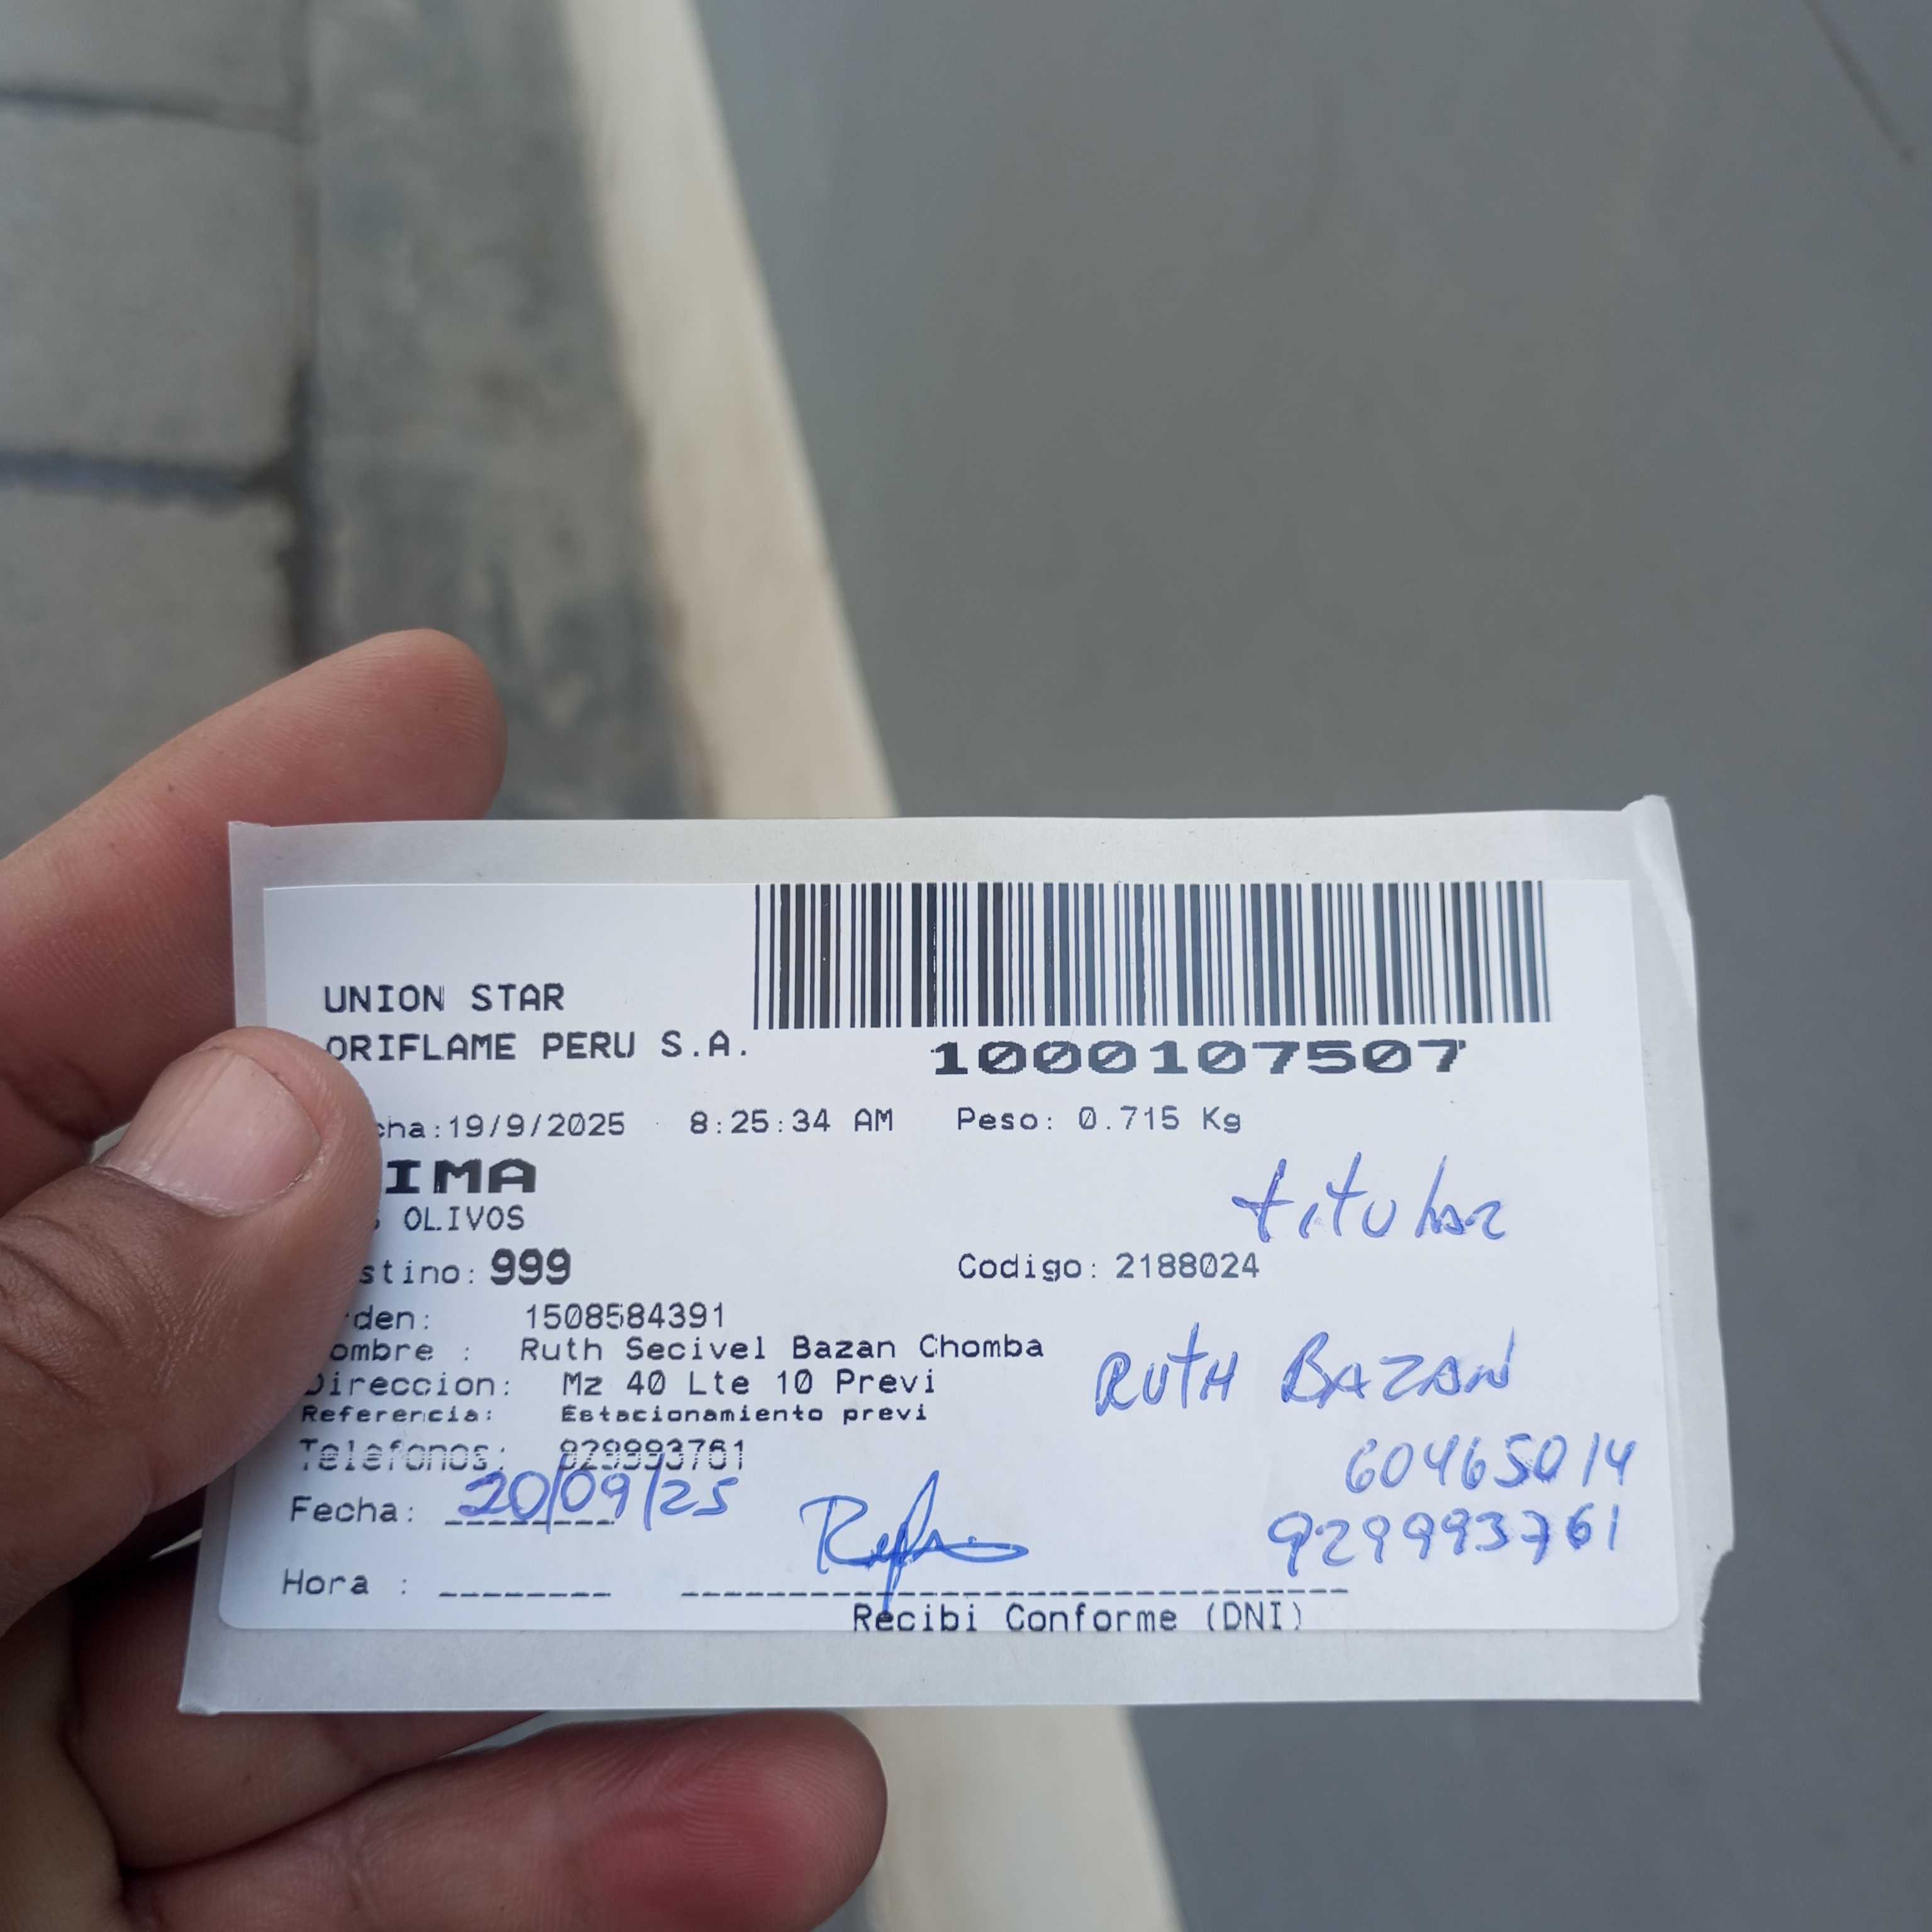 UNION STAR
ORIFLAME PERU S.A.
1000107507
cha:19/9/2025 8:25:34 AM Peso: 0.715 Kg
IMA
OLIVOS
titular
stino: 999 Codigo: 2188024
rden: 1508584391
ombre : Ruth Secivel Bazan Chomba
Direccion: Mz 40 Lte 10 Previ
RUTH BAZAN
Referencia: Estacionamiento previ
Telefonos: 929993761
60465014
Fecha: 20/09/25
929993761
Hora :
Recibi Conforme (DNI)